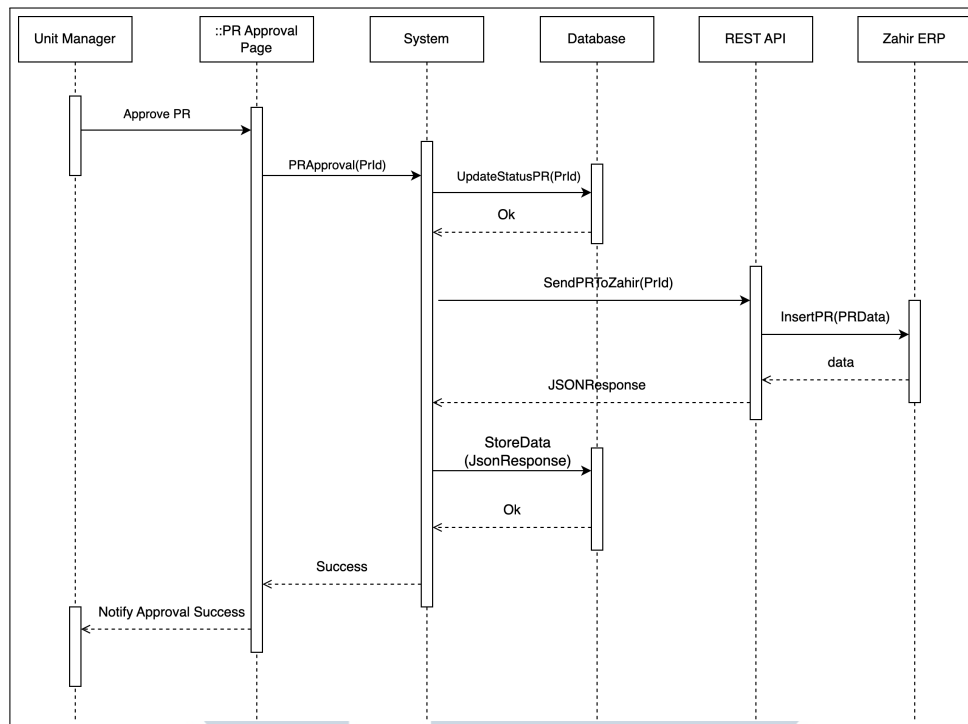 Unit Manager
::PR Approval
Page
System
Database
REST API
Zahir ERP
Approve PR
PRApproval(PrId)
UpdateStatusPR(PrId)
Ok
SendPRToZahir(PrId)
InsertPR(PRData)
data
JSONResponse
StoreData
(JsonResponse)
Ok
Success
Notify Approval Success